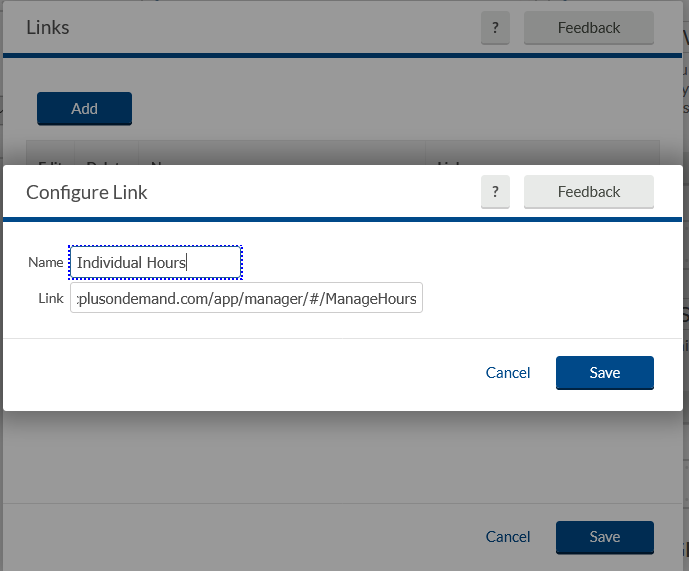 Links
?
Feedback
Add
Configure Link
?
Feedback
Name Individual Hours
Link :plusondemand.com/app/manager/#/ManageHours
Cancel
Save
Cancel
Save